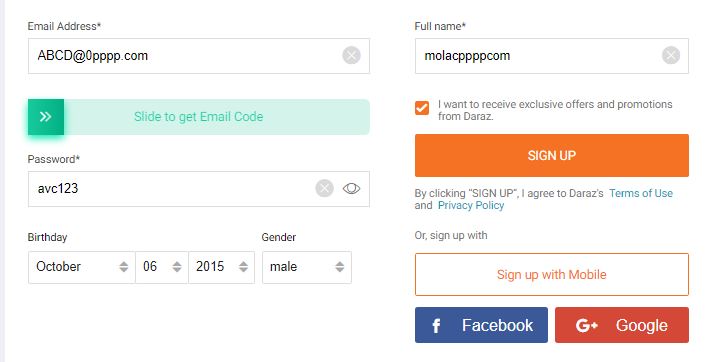 Email Address*
ABCD@0pppp.com
Slide to get Email Code
Password*
avc123
Birthday
Gender
October 06 2015 male
Full name*
molacppppcom
I want to receive exclusive offers and promotions
from Daraz.
SIGN UP
By clicking "SIGN UP", I agree to Daraz's Terms of Use
and Privacy Policy
Or, sign up with
Sign up with Mobile
f Facebook
G+ Google